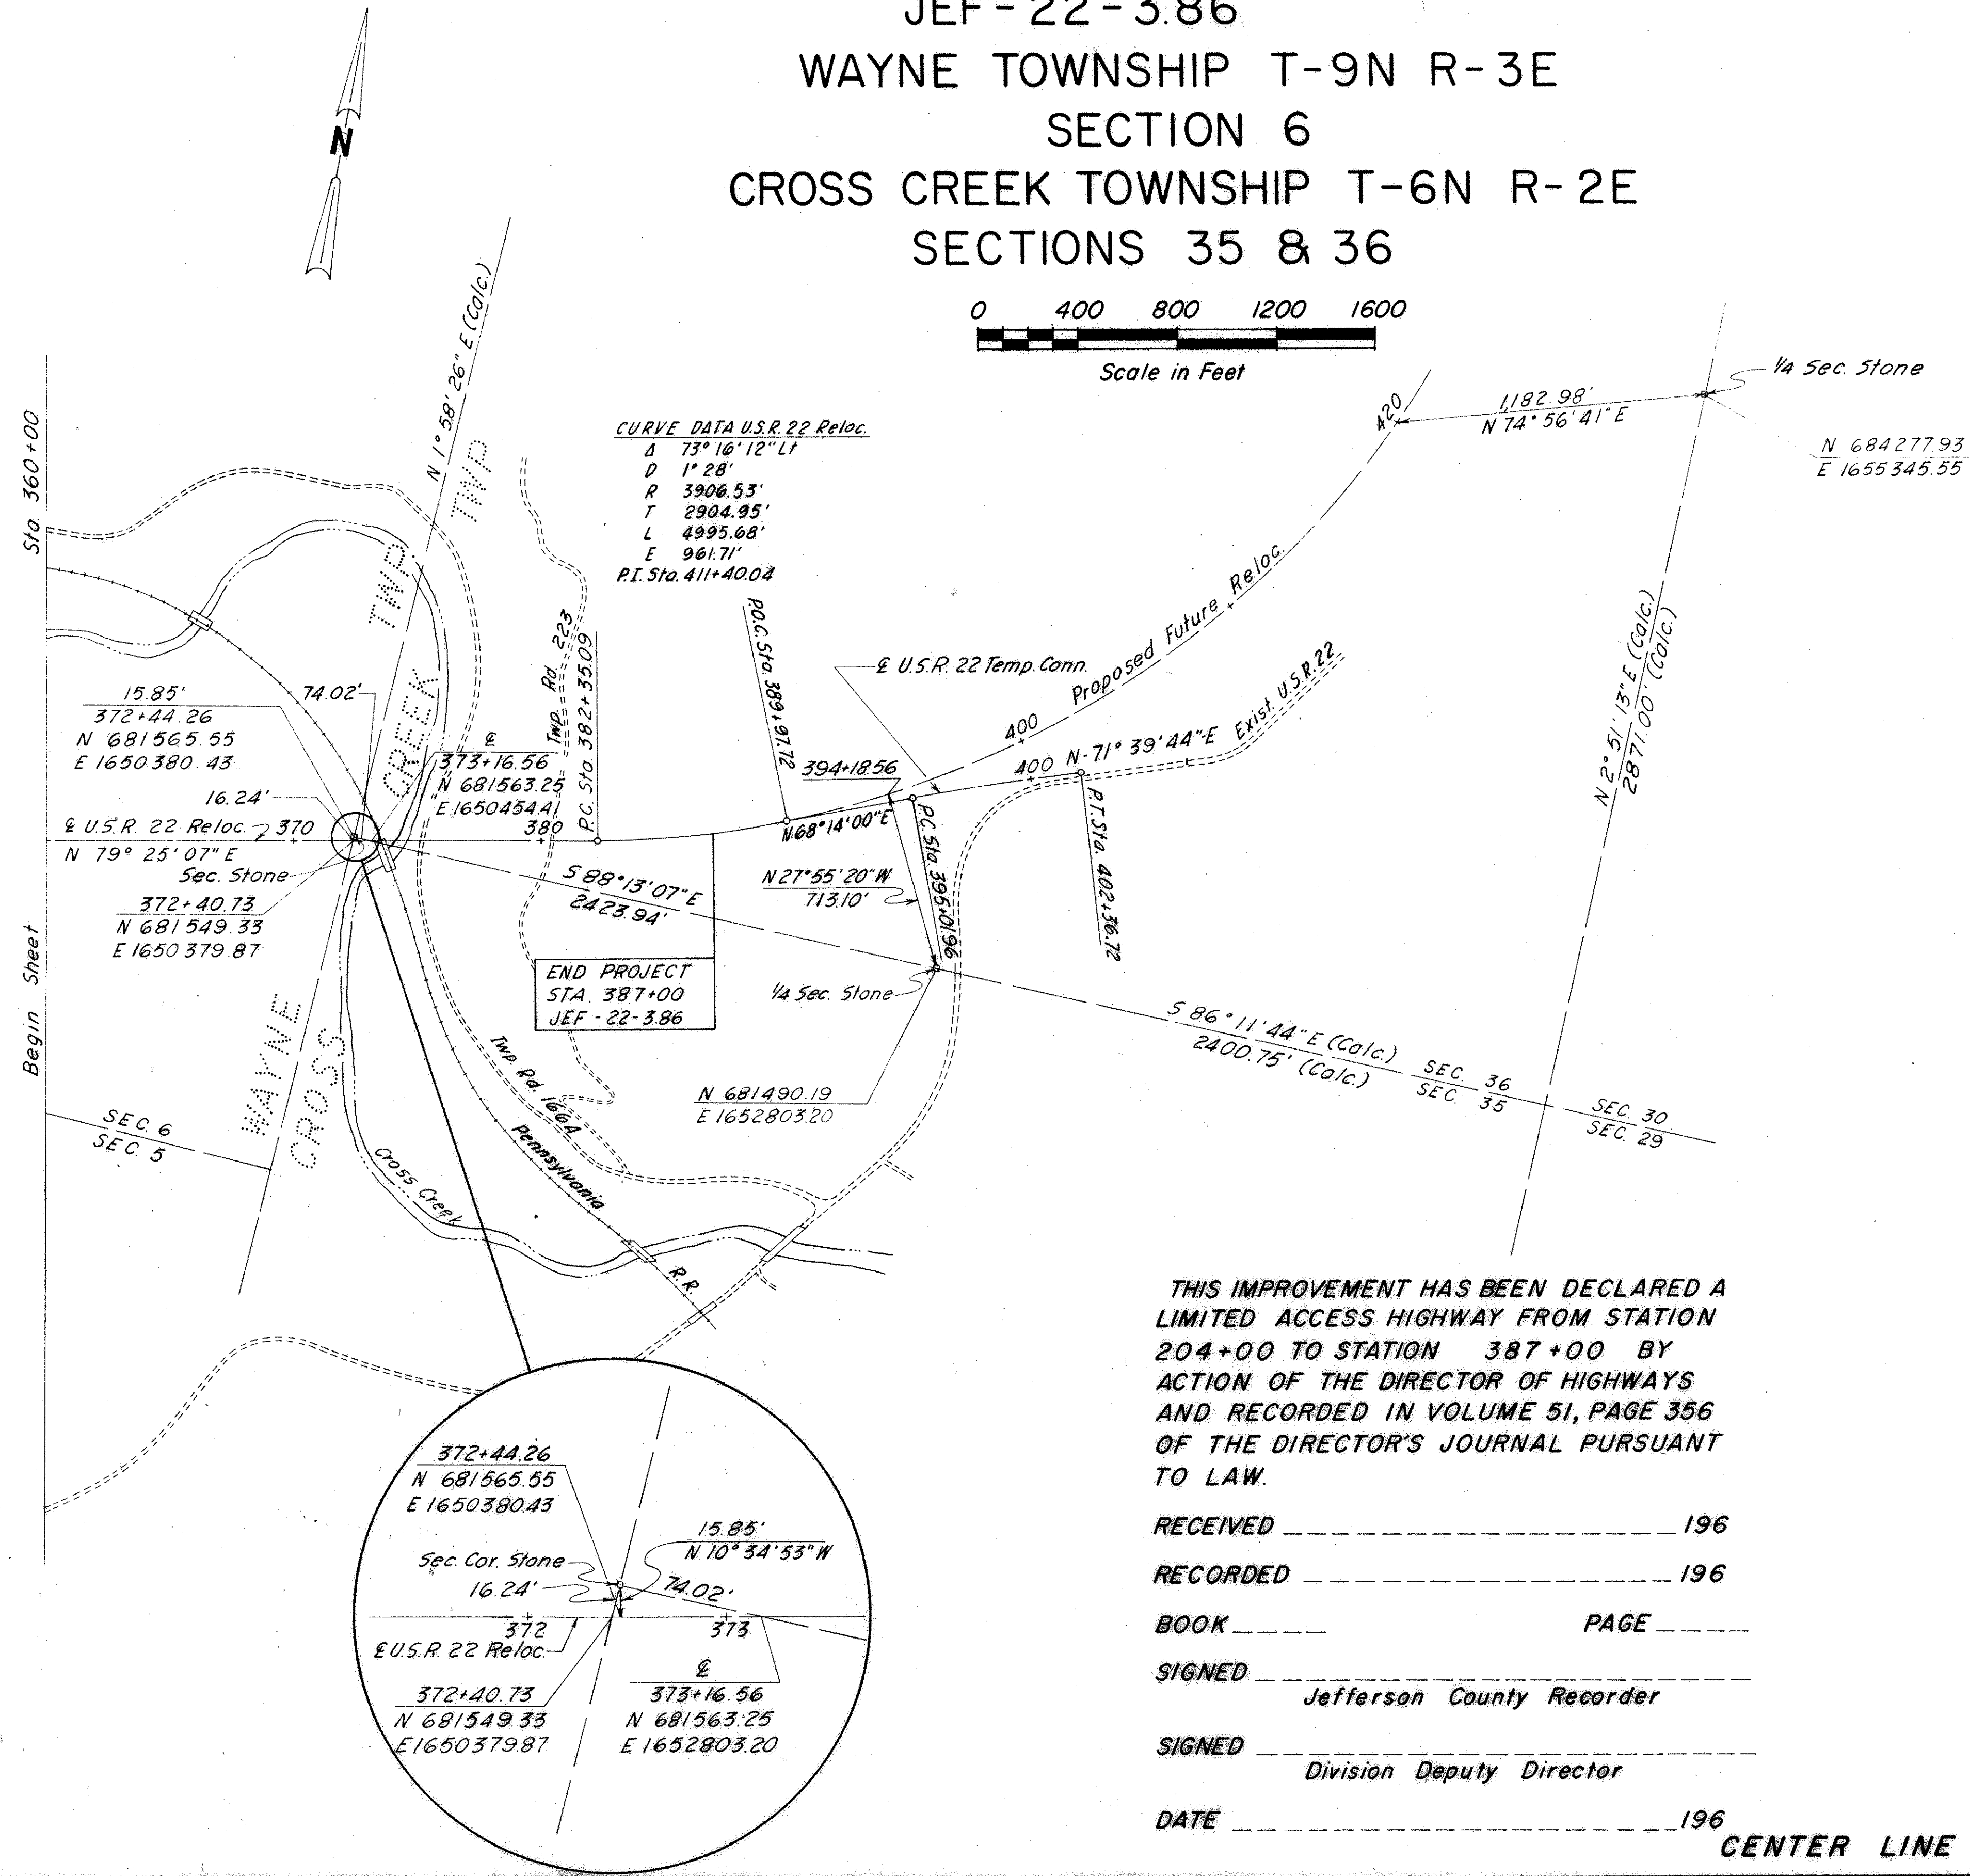 JEF-22-3.86
WAYNE TOWNSHIP T-9N R-3E
SECTION 6
CROSS CREEK TOWNSHIP T-6N R-2E
SECTIONS 35 & 36
N
0 400 800 1200 1600
Scale in Feet
Sta. 360+00
Begin Sheet
N 1° 58' 26" E (Calc.)
TWP
TWP
CREEK
WAYNE
CROSS
CURVE DATA U.S.R. 22 Reloc.
Δ 73° 16' 12" Lt
D 1° 28'
R 3906.53'
T 2904.95'
L 4995.68'
E 961.71'
P.I. Sta. 411+40.04
420
1,182.98'
N 74° 56' 41" E
1/4 Sec. Stone
N 684277.93
E 1655345.55
N 2° 51' 13" E (Calc.)
2871.00' (Calc.)
Proposed Future Reloc.
Exist. U.S.R. 22
℄ U.S.R. 22 Temp. Conn.
400
400
N-71° 39' 44"-E
Twp. Rd. 223
P.C. Sta. 382+35.09
P.O.C. Sta. 389+97.72
394+18.56
N 68° 14' 00" E
P.C. Sta. 395+01.96
P.T. Sta. 402+36.72
15.85'
372+44.26
N 681565.55
E 1650380.43
74.02'
16.24'
℄
373+16.56
N 681563.25
E 1650454.41
380
℄ U.S.R. 22 Reloc.
370
N 79° 25' 07" E
Sec. Stone
372+40.73
N 681549.33
E 1650379.87
S 88° 13' 07" E
2423.94'
N 27° 55' 20" W
713.10'
END PROJECT
STA. 387+00
JEF-22-3.86
1/4 Sec. Stone
N 681490.19
E 1652803.20
S 86° 11' 44" E (Calc.)
2400.75' (Calc.)
SEC. 36
SEC. 35
SEC. 30
SEC. 29
SEC. 6
SEC. 5
Twp. Rd. 166A
Pennsylvania
R.R.
Cross Creek
372+44.26
N 681565.55
E 1650380.43
15.85'
N 10° 34' 53" W
Sec. Cor. Stone
16.24'
74.02'
372
373
℄ U.S.R. 22 Reloc.
℄
372+40.73
N 681549.33
E 1650379.87
373+16.56
N 681563.25
E 1652803.20
THIS IMPROVEMENT HAS BEEN DECLARED A
LIMITED ACCESS HIGHWAY FROM STATION
204+00 TO STATION 387+00 BY
ACTION OF THE DIRECTOR OF HIGHWAYS
AND RECORDED IN VOLUME 51, PAGE 356
OF THE DIRECTOR'S JOURNAL PURSUANT
TO LAW.
RECEIVED 196
RECORDED 196
BOOK PAGE
SIGNED
Jefferson County Recorder
SIGNED
Division Deputy Director
DATE 196
CENTER LINE